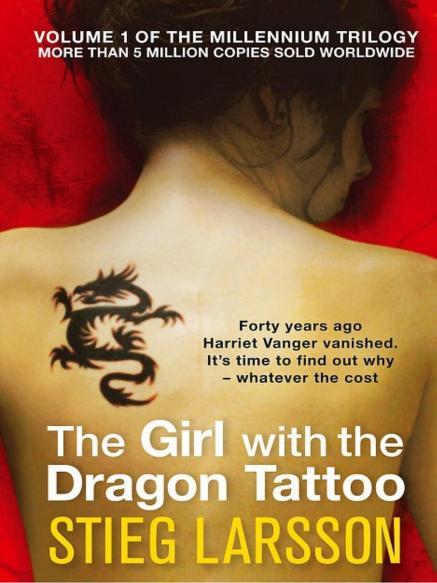 VOLUME 1 OF THE MILLENNIUM TRILOGY
MORE THAN 5 MILLION COPIES SOLD WORLDWIDE
Forty years ago
Harriet Vanger vanished.
It's time to find out why
– whatever the cost
The Girl with the
Dragon Tattoo
STIEG LARSSON